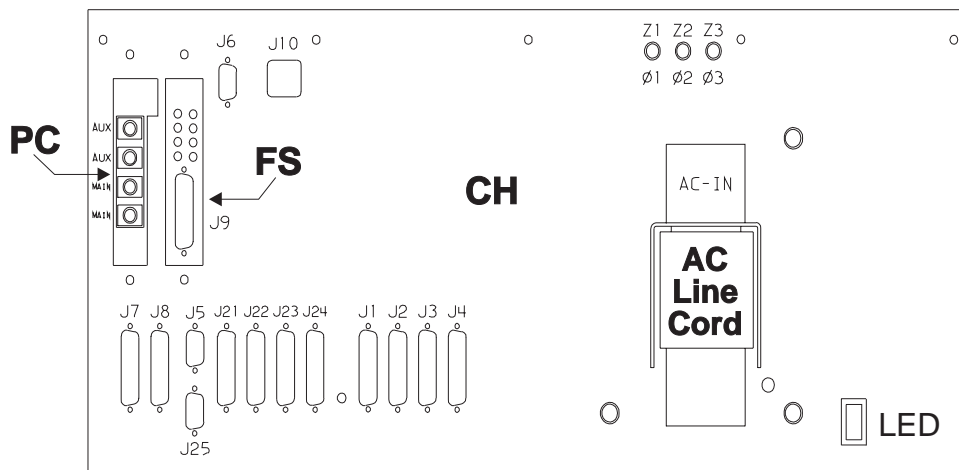 J6
J10
Z1 Z2 Z3
Ø1 Ø2 Ø3
AUX
AUX
MAIN
MAIN
PC
FS
J9
CH
AC-IN
AC
Line
Cord
J7 J8 J5 J21 J22 J23 J24 J1 J2 J3 J4
J25
LED